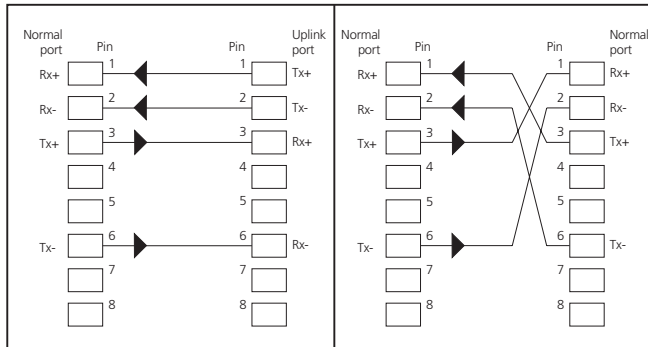 Normal port Pin Pin Uplink port
Rx+ 1 1 Tx+
Rx- 2 2 Tx-
Tx+ 3 3 Rx+
4 4
5 5
Tx- 6 6 Rx-
7 7
8 8
Normal port Pin Pin Normal port
Rx+ 1 1 Rx+
Rx- 2 2 Rx-
Tx+ 3 3 Tx+
4 4
5 5
Tx- 6 6 Tx-
7 7
8 8